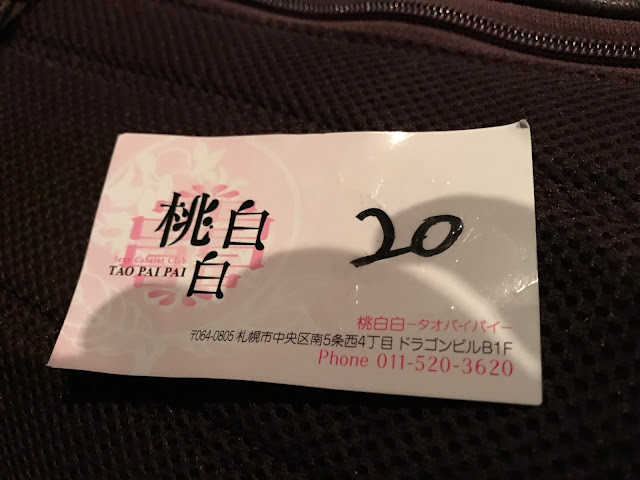 桃白白
Sexy Cabaret Club
TAO PAI PAI
20
桃白白ータオパイパイー
〒064-0805 札幌市中央区南5条西4丁目 ドラゴンビルB1F
Phone 011-520-3620